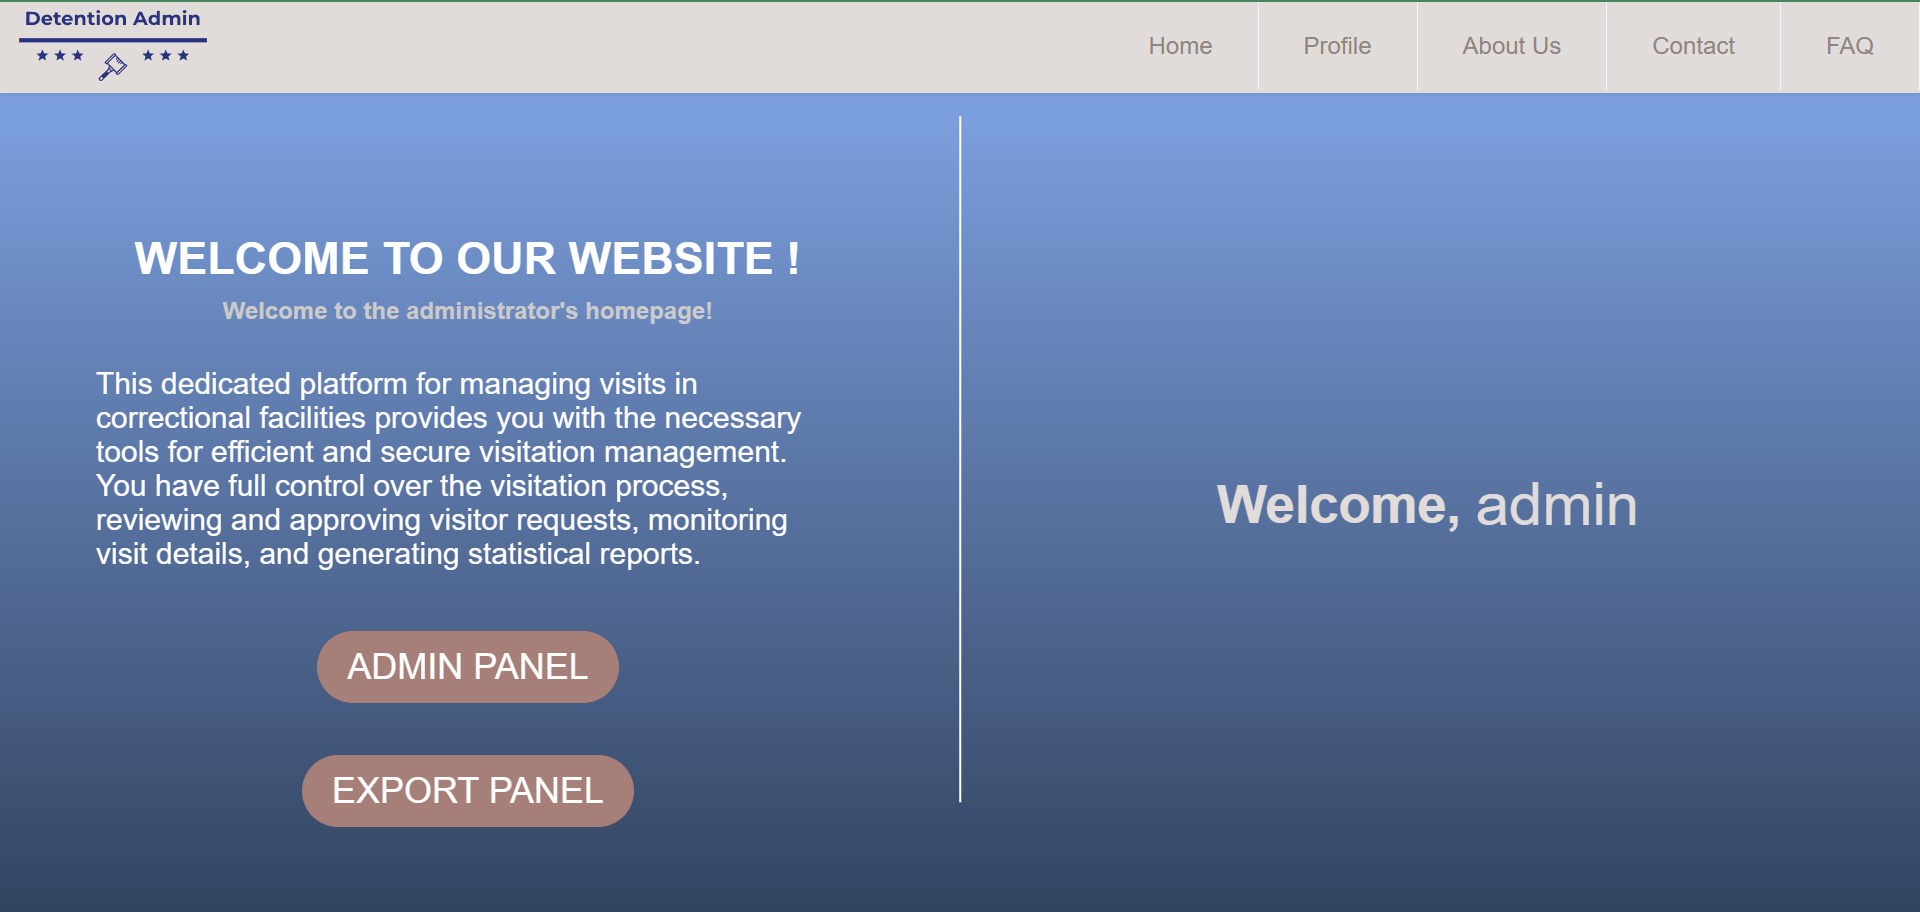 Detention Admin
Home
Profile
About Us
Contact
FAQ
WELCOME TO OUR WEBSITE !
Welcome to the administrator's homepage!
This dedicated platform for managing visits in
correctional facilities provides you with the necessary
tools for efficient and secure visitation management.
You have full control over the visitation process,
reviewing and approving visitor requests, monitoring
visit details, and generating statistical reports.
ADMIN PANEL
EXPORT PANEL
Welcome, admin